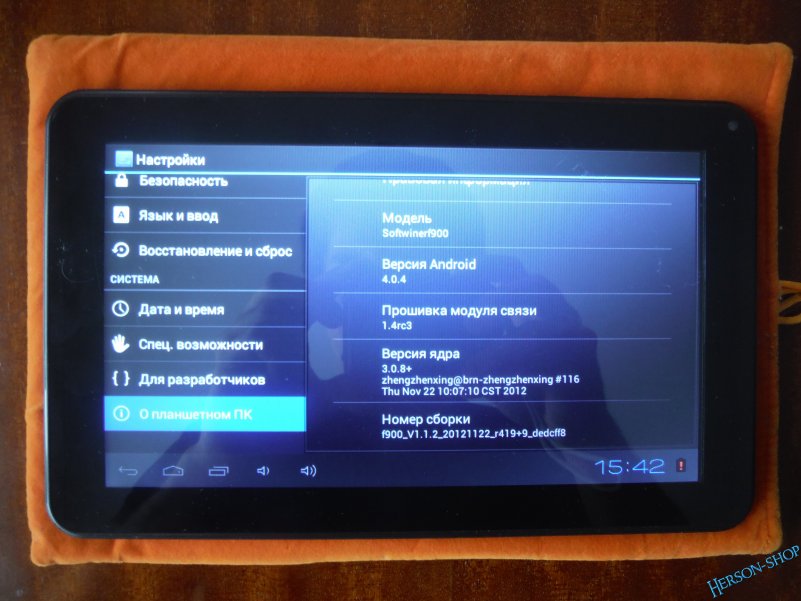 Настройки
Безопасность
Язык и ввод
Восстановление и сброс
СИСТЕМА
Дата и время
Спец. возможности
Для разработчиков
О планшетном ПК
Правовая информация
Модель
Softwinerf900
Версия Android
4.0.4
Прошивка модуля связи
1.4rc3
Версия ядра
3.0.8+
zhengzhenxing@brn-zhengzhenxing #116
Thu Nov 22 10:07:10 CST 2012
Номер сборки
f900_V1.1.2_20121122_r419+9_dedcff8
15:42
Herson-shop